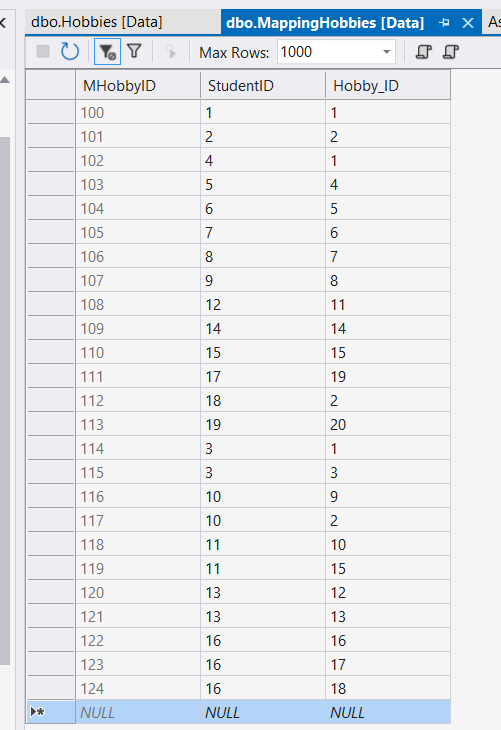 dbo.Hobbies [Data] dbo.MappingHobbies [Data] As
Max Rows: 1000
MHobbyID StudentID Hobby_ID
100 1 1
101 2 2
102 4 1
103 5 4
104 6 5
105 7 6
106 8 7
107 9 8
108 12 11
109 14 14
110 15 15
111 17 19
112 18 2
113 19 20
114 3 1
115 3 3
116 10 9
117 10 2
118 11 10
119 11 15
120 13 12
121 13 13
122 16 16
123 16 17
124 16 18
NULL NULL NULL